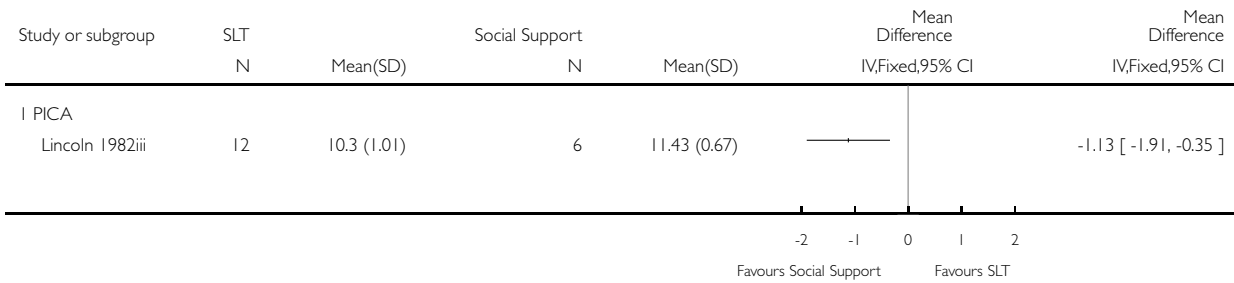 Study or subgroup SLT Social Support Mean Difference Mean Difference
N Mean(SD) N Mean(SD) IV,Fixed,95% CI IV,Fixed,95% CI
1 PICA
Lincoln 1982iii 12 10.3 (1.01) 6 11.43 (0.67) -1.13 [ -1.91, -0.35 ]
-2 -1 0 1 2
Favours Social Support Favours SLT